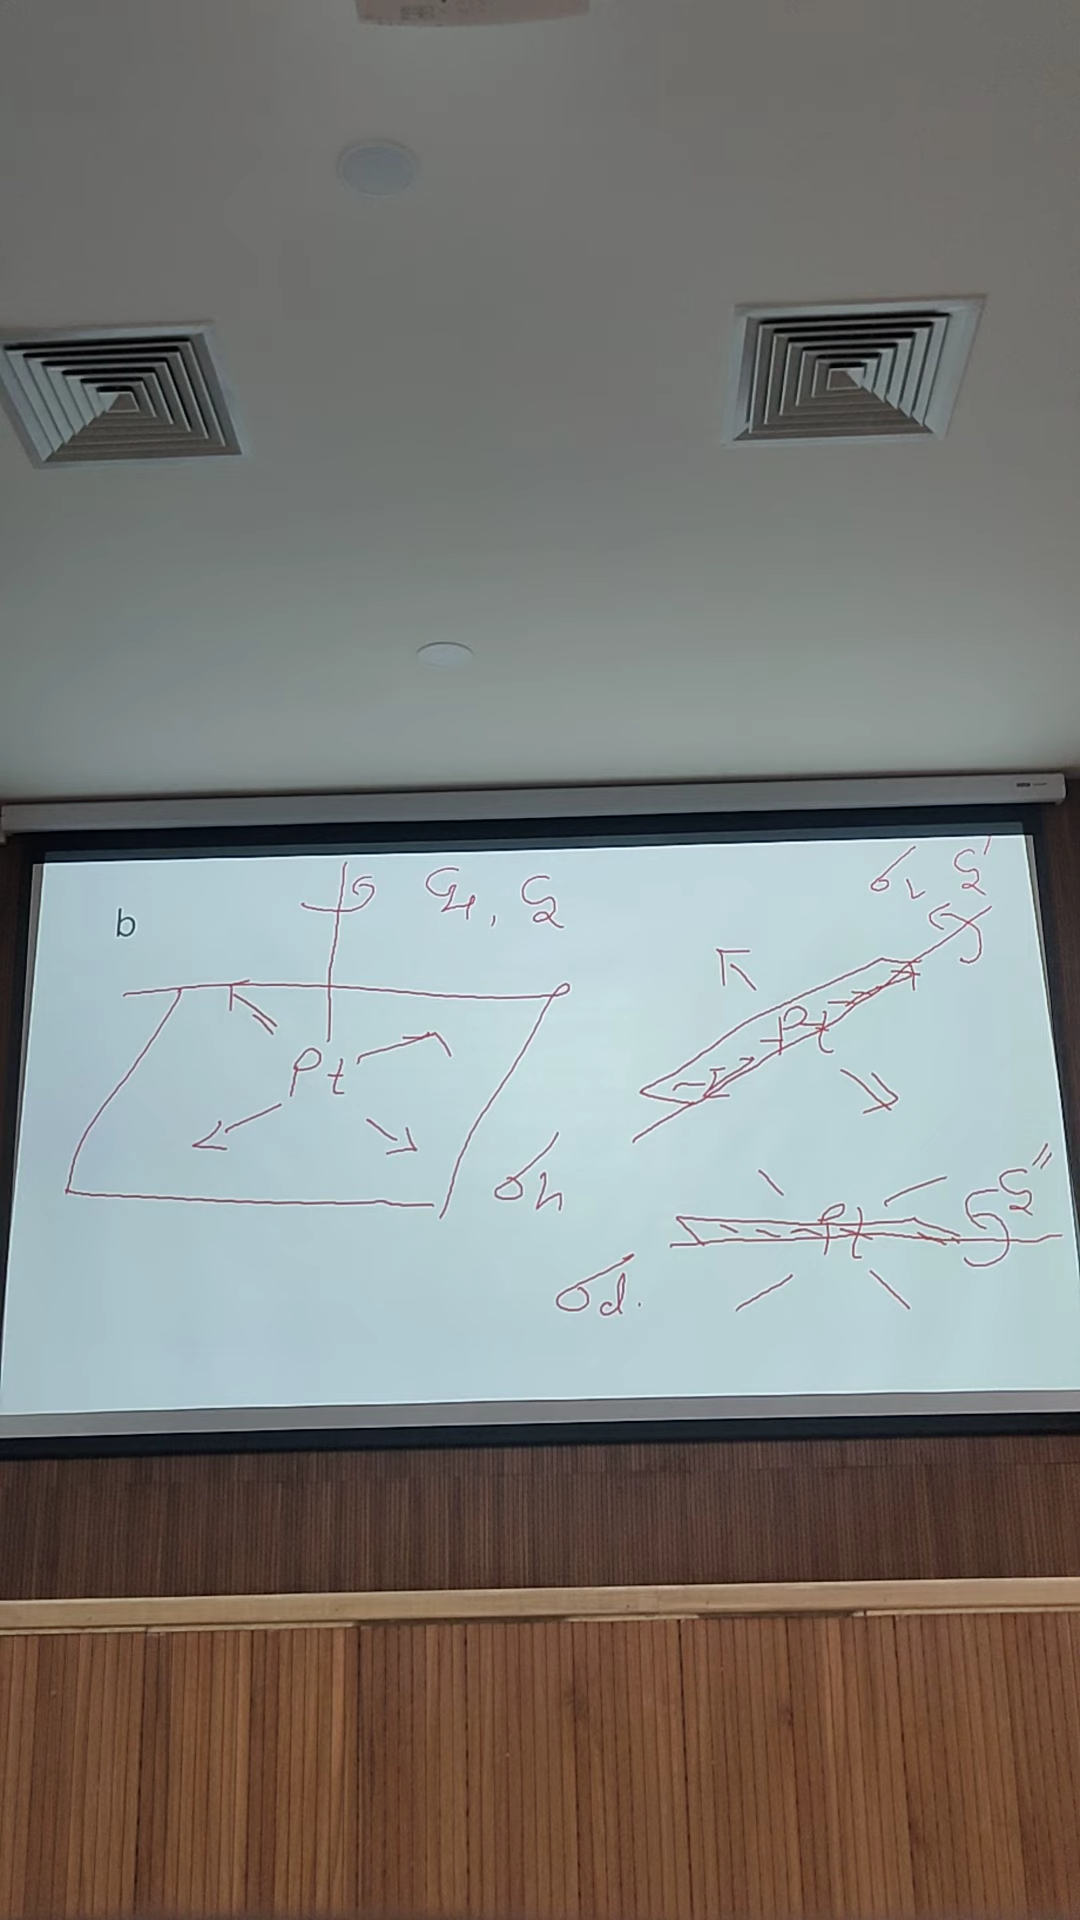 b
C4, C2
Pt
σh
σv C2'
Pt
C2''
Pt
σd.